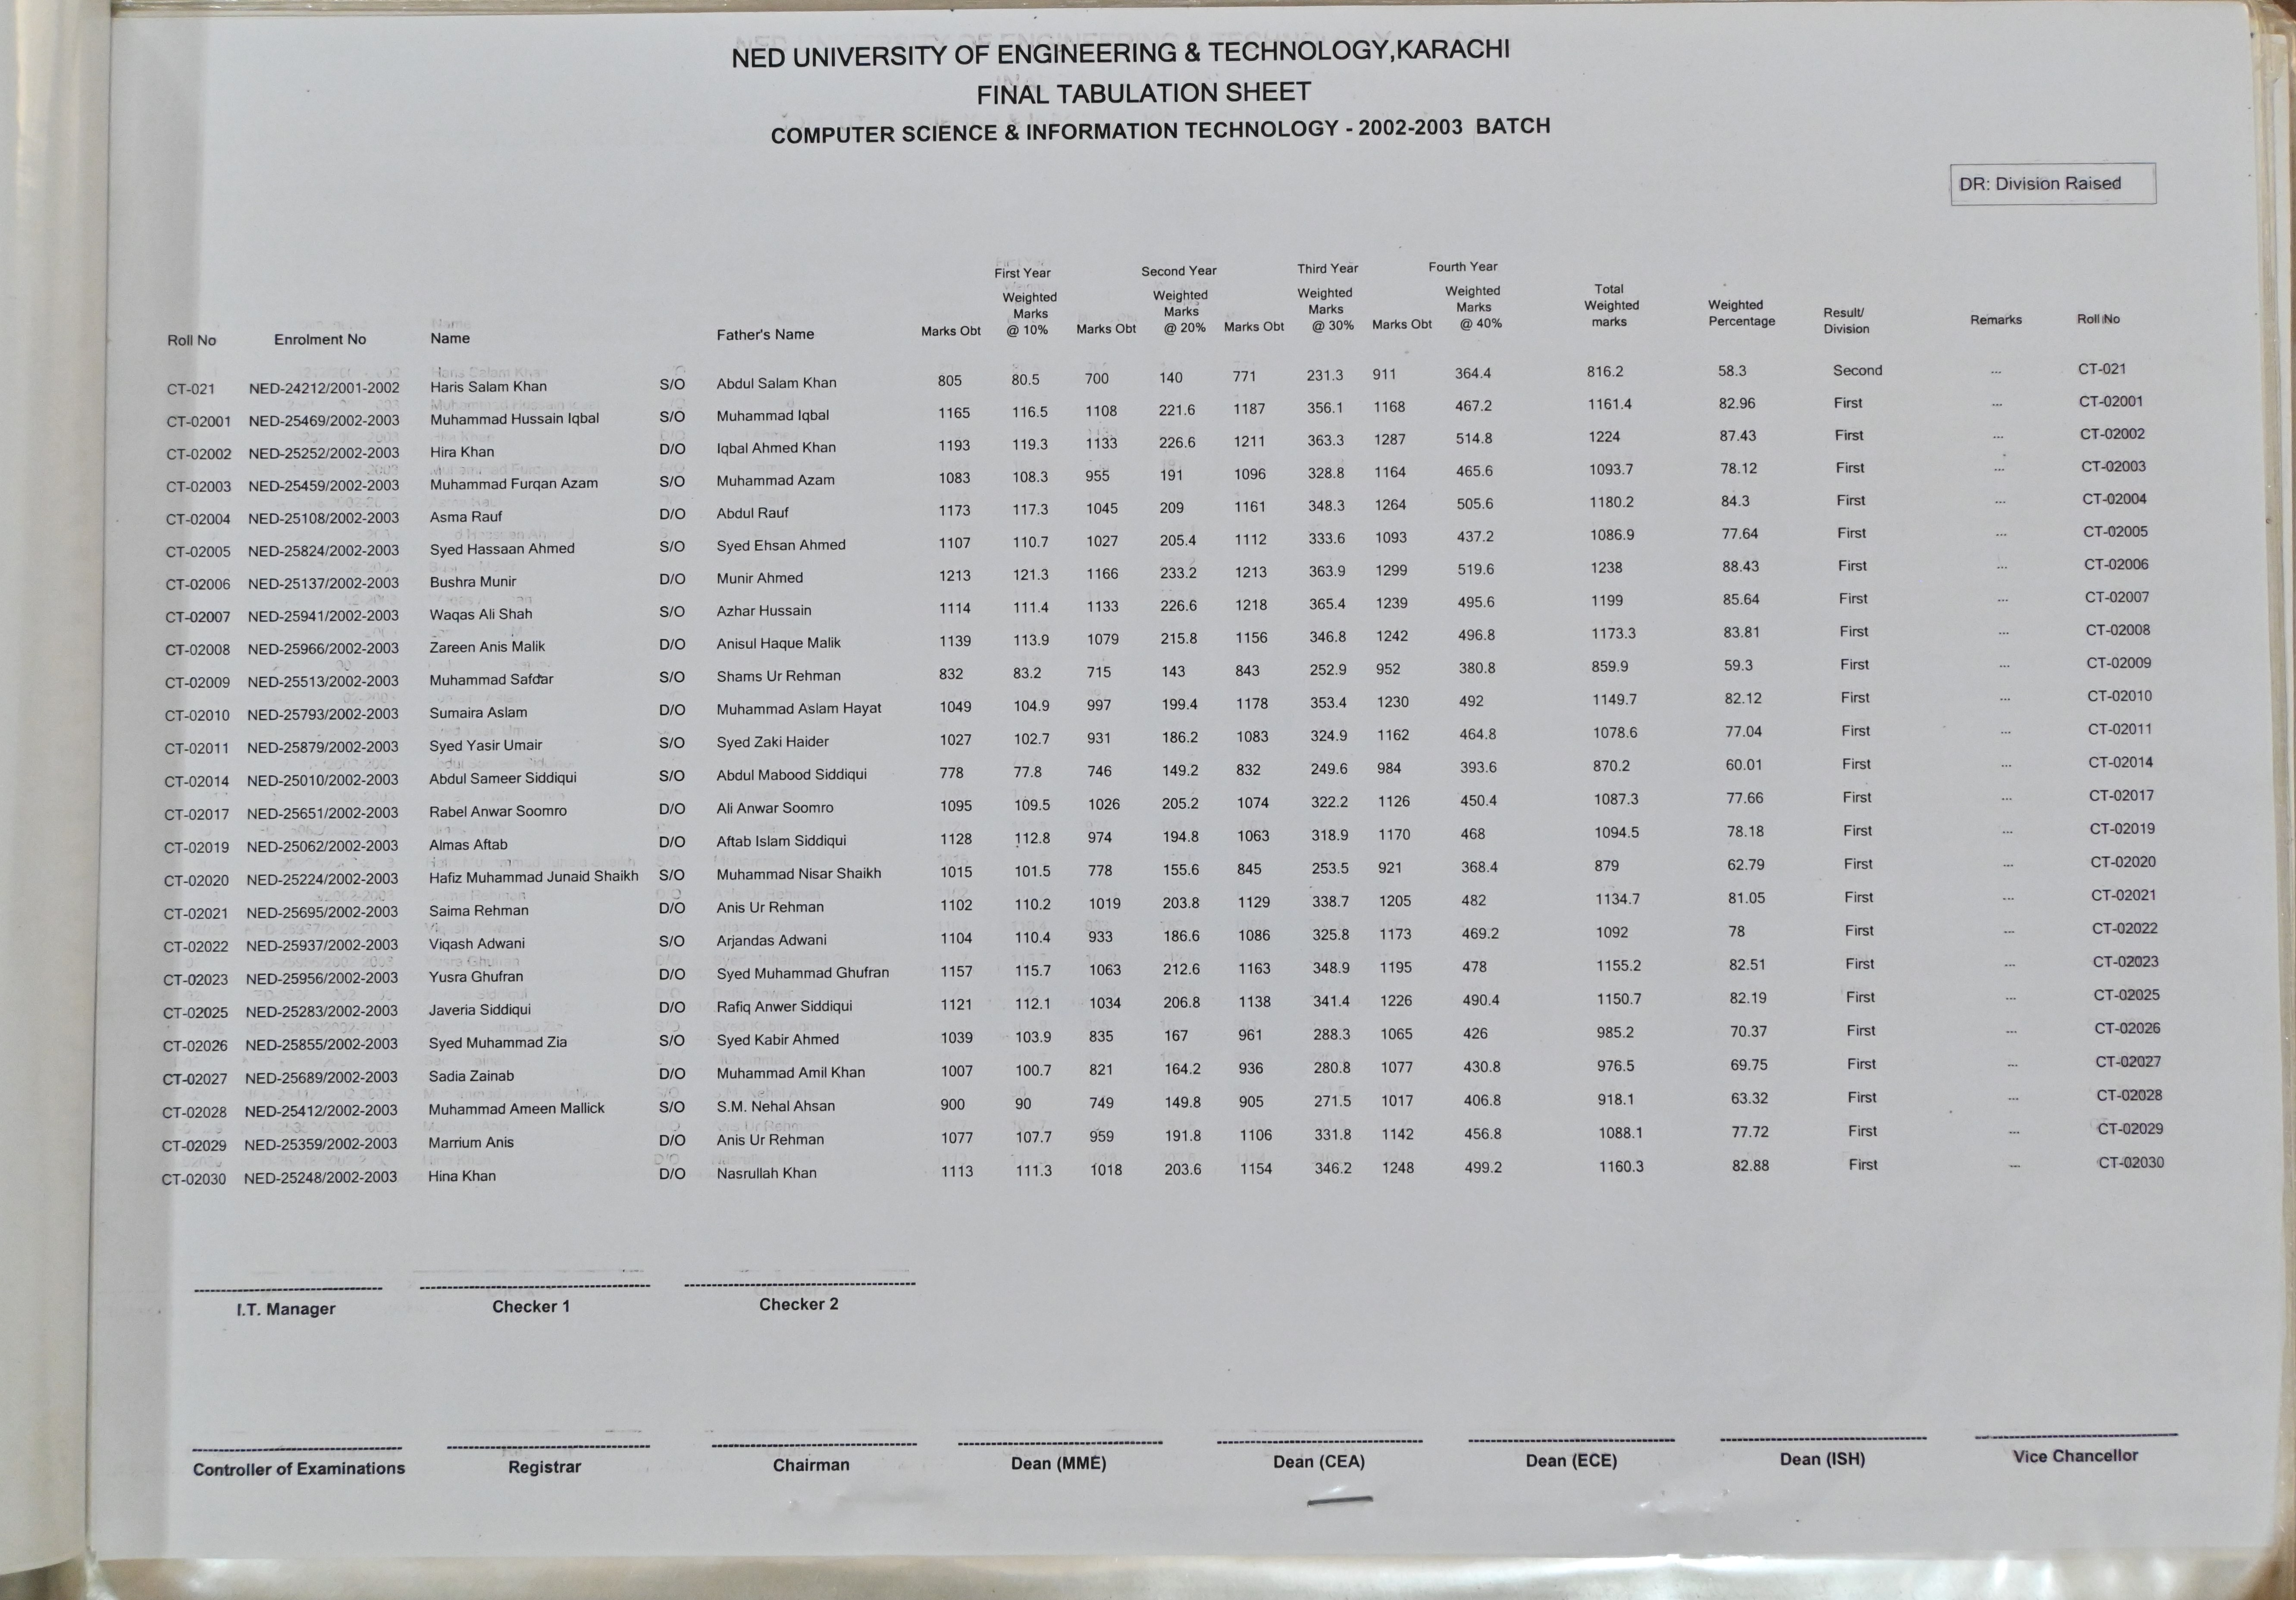 NED UNIVERSITY OF ENGINEERING & TECHNOLOGY,KARACHI
FINAL TABULATION SHEET
COMPUTER SCIENCE & INFORMATION TECHNOLOGY - 2002-2003 BATCH
DR: Division Raised
First Year Second Year Third Year Fourth Year
Roll No Enrolment No Name Father's Name Marks Obt Weighted Marks @ 10% Marks Obt Weighted Marks @ 20% Marks Obt Weighted Marks @ 30% Marks Obt Weighted Marks @ 40% Total Weighted marks Weighted Percentage Result/ Division Remarks Roll No
CT-021 NED-24212/2001-2002 Haris Salam Khan S/O Abdul Salam Khan 805 80.5 700 140 771 231.3 911 364.4 816.2 58.3 Second --- CT-021
CT-02001 NED-25469/2002-2003 Muhammad Hussain Iqbal S/O Muhammad Iqbal 1165 116.5 1108 221.6 1187 356.1 1168 467.2 1161.4 82.96 First --- CT-02001
CT-02002 NED-25252/2002-2003 Hira Khan D/O Iqbal Ahmed Khan 1193 119.3 1133 226.6 1211 363.3 1287 514.8 1224 87.43 First --- CT-02002
CT-02003 NED-25459/2002-2003 Muhammad Furqan Azam S/O Muhammad Azam 1083 108.3 955 191 1096 328.8 1164 465.6 1093.7 78.12 First --- CT-02003
CT-02004 NED-25108/2002-2003 Asma Rauf D/O Abdul Rauf 1173 117.3 1045 209 1161 348.3 1264 505.6 1180.2 84.3 First --- CT-02004
CT-02005 NED-25824/2002-2003 Syed Hassaan Ahmed S/O Syed Ehsan Ahmed 1107 110.7 1027 205.4 1112 333.6 1093 437.2 1086.9 77.64 First --- CT-02005
CT-02006 NED-25137/2002-2003 Bushra Munir D/O Munir Ahmed 1213 121.3 1166 233.2 1213 363.9 1299 519.6 1238 88.43 First --- CT-02006
CT-02007 NED-25941/2002-2003 Waqas Ali Shah S/O Azhar Hussain 1114 111.4 1133 226.6 1218 365.4 1239 495.6 1199 85.64 First --- CT-02007
CT-02008 NED-25966/2002-2003 Zareen Anis Malik D/O Anisul Haque Malik 1139 113.9 1079 215.8 1156 346.8 1242 496.8 1173.3 83.81 First --- CT-02008
CT-02009 NED-25513/2002-2003 Muhammad Safdar S/O Shams Ur Rehman 832 83.2 715 143 843 252.9 952 380.8 859.9 59.3 First --- CT-02009
CT-02010 NED-25793/2002-2003 Sumaira Aslam D/O Muhammad Aslam Hayat 1049 104.9 997 199.4 1178 353.4 1230 492 1149.7 82.12 First --- CT-02010
CT-02011 NED-25879/2002-2003 Syed Yasir Umair S/O Syed Zaki Haider 1027 102.7 931 186.2 1083 324.9 1162 464.8 1078.6 77.04 First --- CT-02011
CT-02014 NED-25010/2002-2003 Abdul Sameer Siddiqui S/O Abdul Mabood Siddiqui 778 77.8 746 149.2 832 249.6 984 393.6 870.2 60.01 First --- CT-02014
CT-02017 NED-25651/2002-2003 Rabel Anwar Soomro D/O Ali Anwar Soomro 1095 109.5 1026 205.2 1074 322.2 1126 450.4 1087.3 77.66 First --- CT-02017
CT-02019 NED-25062/2002-2003 Almas Aftab D/O Aftab Islam Siddiqui 1128 112.8 974 194.8 1063 318.9 1170 468 1094.5 78.18 First --- CT-02019
CT-02020 NED-25224/2002-2003 Hafiz Muhammad Junaid Shaikh S/O Muhammad Nisar Shaikh 1015 101.5 778 155.6 845 253.5 921 368.4 879 62.79 First --- CT-02020
CT-02021 NED-25695/2002-2003 Saima Rehman D/O Anis Ur Rehman 1102 110.2 1019 203.8 1129 338.7 1205 482 1134.7 81.05 First --- CT-02021
CT-02022 NED-25937/2002-2003 Viqash Adwani S/O Arjandas Adwani 1104 110.4 933 186.6 1086 325.8 1173 469.2 1092 78 First --- CT-02022
CT-02023 NED-25956/2002-2003 Yusra Ghufran D/O Syed Muhammad Ghufran 1157 115.7 1063 212.6 1163 348.9 1195 478 1155.2 82.51 First --- CT-02023
CT-02025 NED-25283/2002-2003 Javeria Siddiqui D/O Rafiq Anwer Siddiqui 1121 112.1 1034 206.8 1138 341.4 1226 490.4 1150.7 82.19 First --- CT-02025
CT-02026 NED-25855/2002-2003 Syed Muhammad Zia S/O Syed Kabir Ahmed 1039 103.9 835 167 961 288.3 1065 426 985.2 70.37 First --- CT-02026
CT-02027 NED-25689/2002-2003 Sadia Zainab D/O Muhammad Amil Khan 1007 100.7 821 164.2 936 280.8 1077 430.8 976.5 69.75 First --- CT-02027
CT-02028 NED-25412/2002-2003 Muhammad Ameen Mallick S/O S.M. Nehal Ahsan 900 90 749 149.8 905 271.5 1017 406.8 918.1 63.32 First --- CT-02028
CT-02029 NED-25359/2002-2003 Marrium Anis D/O Anis Ur Rehman 1077 107.7 959 191.8 1106 331.8 1142 456.8 1088.1 77.72 First --- CT-02029
CT-02030 NED-25248/2002-2003 Hina Khan D/O Nasrullah Khan 1113 111.3 1018 203.6 1154 346.2 1248 499.2 1160.3 82.88 First --- CT-02030
I.T. Manager Checker 1 Checker 2
Controller of Examinations Registrar Chairman Dean (MME) Dean (CEA) Dean (ECE) Dean (ISH) Vice Chancellor